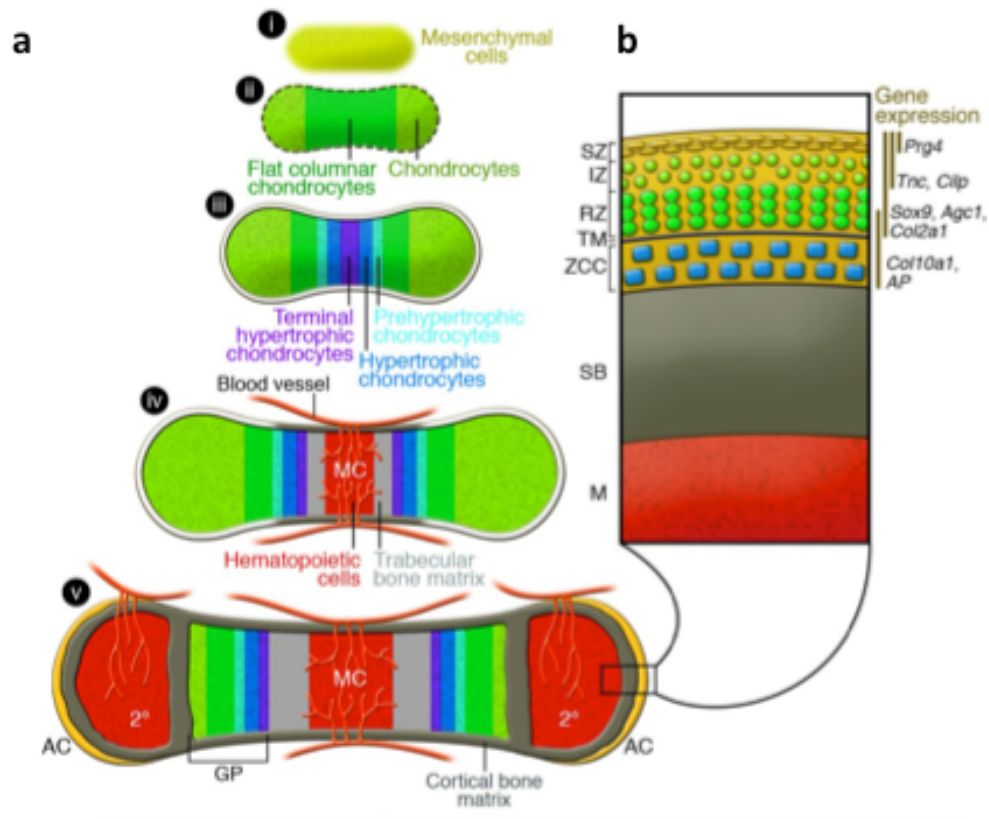 a
i
Mesenchymal
cells
ii
Flat columnar
chondrocytes
Chondrocytes
iii
Terminal
hypertrophic
chondrocytes
Prehypertrophic
chondrocytes
Hypertrophic
chondrocytes
Blood vessel
iv
MC
Hematopoietic
cells
Trabecular
bone matrix
v
MC
2°
2°
AC
AC
GP
Cortical bone
matrix
b
Gene
expression
SZ
IZ
RZ
TM
ZCC
SB
M
Prg4
Tnc, Cilp
Sox9, Agc1,
Col2a1
Col10a1,
AP